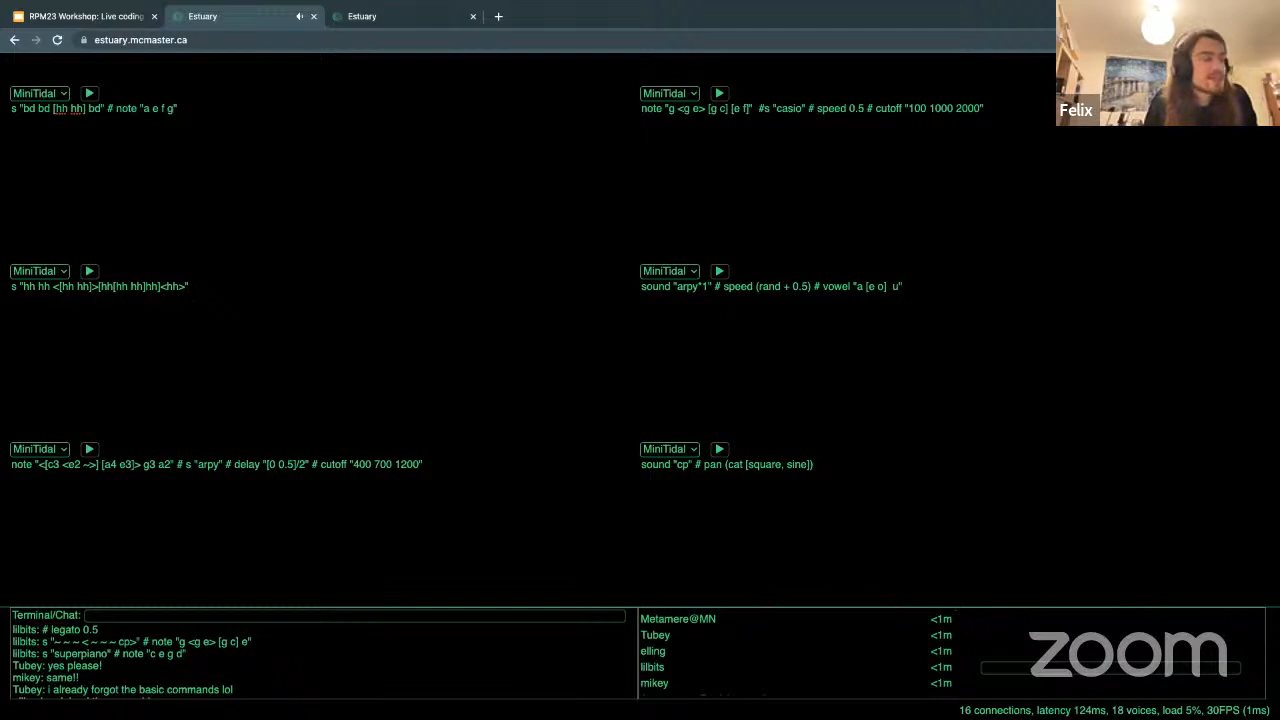 RPM23 Workshop: Live coding
Estuary
Estuary
estuary.mcmaster.ca
Felix
MiniTidal
s "bd bd [hh hh] bd" # note "a e f g"
MiniTidal
note "g <g e> [g c] [e f]"  #s "casio" # speed 0.5 # cutoff "100 1000 2000"
MiniTidal
s "hh hh <[hh hh]>[hh[hh hh]hh]<hh>"
MiniTidal
sound "arpy*1" # speed (rand + 0.5) # vowel "a [e o]  u"
MiniTidal
note "<[c3 <e2 ~>] [a4 e3]> g3 a2" # s "arpy" # delay "[0 0.5]/2" # cutoff "400 700 1200"
MiniTidal
sound "cp" # pan (cat [square, sine])
Terminal/Chat:
lilbits: # legato 0.5
lilbits: s "~ ~ ~ < ~ ~ ~ cp>" # note "g <g e> [g c] e"
lilbits: s "superpiano" # note "c e g d"
Tubey: yes please!
mikey: same!!
Tubey: i already forgot the basic commands lol
Metamere@MN <1m
Tubey <1m
elling <1m
lilbits <1m
mikey <1m
zoom
16 connections, latency 124ms, 18 voices, load 5%, 30FPS (1ms)